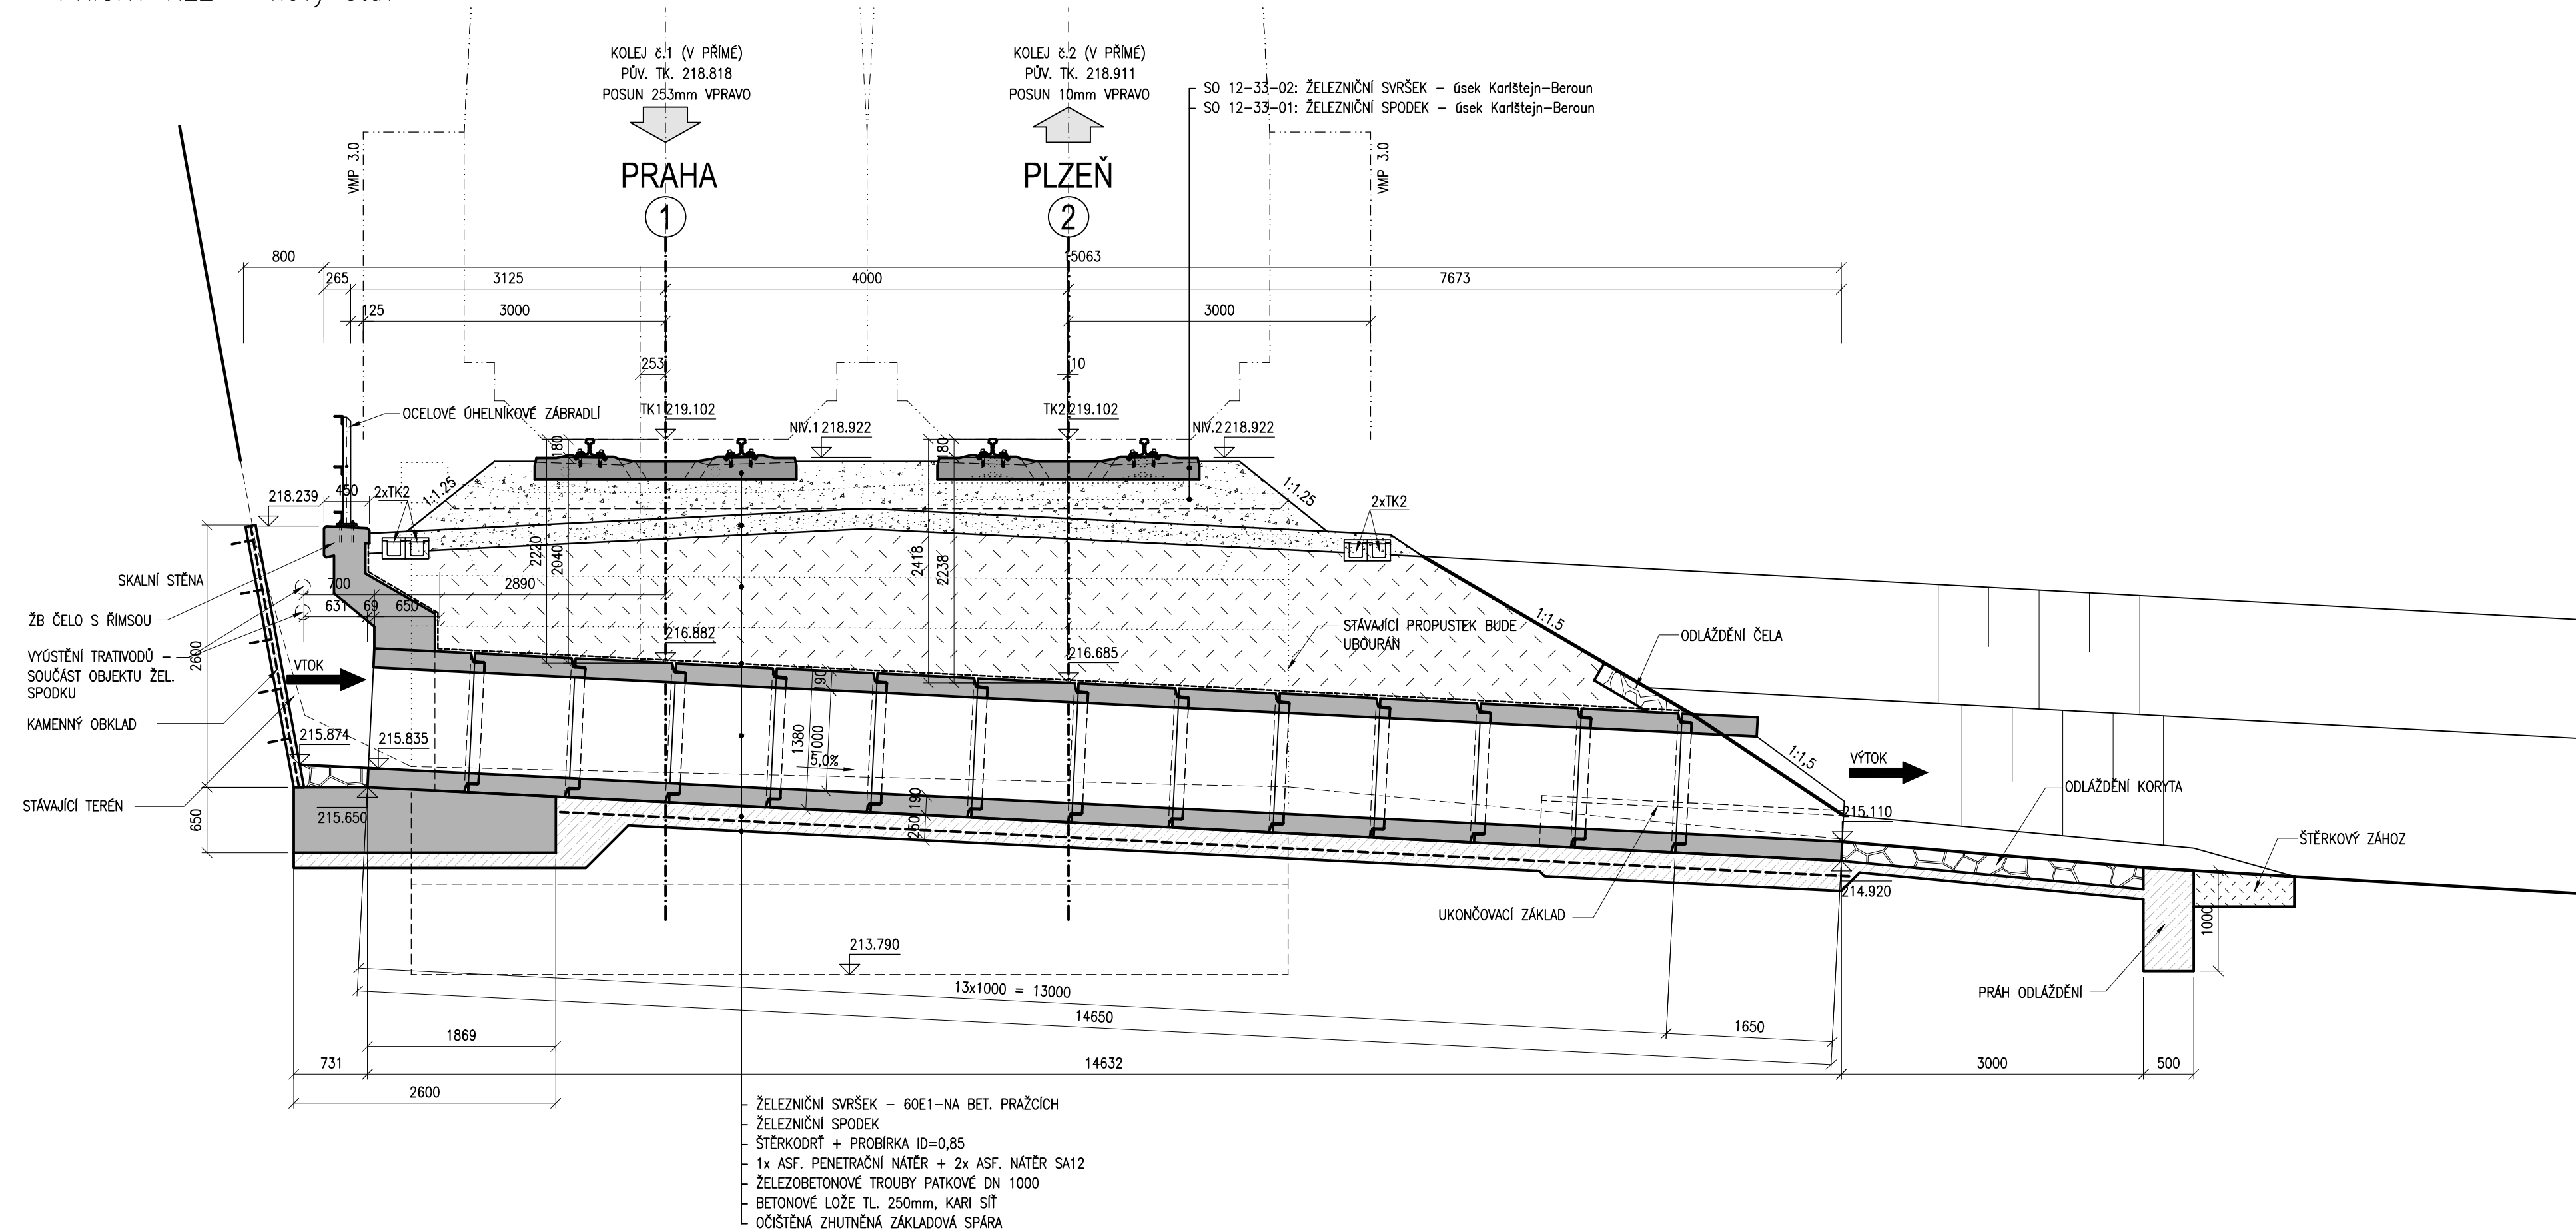 KOLEJ č.1 (V PŘÍMÉ)
PŮV. TK. 218.818
POSUN 253mm VPRAVO
PRAHA
1
KOLEJ č.2 (V PŘÍMÉ)
PŮV. TK. 218.911
POSUN 10mm VPRAVO
PLZEŇ
2
SO 12-33-02: ŽELEZNIČNÍ SVRŠEK – úsek Karlštejn-Beroun
SO 12-33-01: ŽELEZNIČNÍ SPODEK – úsek Karlštejn-Beroun
VMP 3.0
VMP 3.0
800
15063
265
3125
4000
7673
125
3000
3000
253
10
OCELOVÉ ÚHELNÍKOVÉ ZÁBRADLÍ
TK1 219.102
NIV.1 218.922
TK2 219.102
NIV.2 218.922
180
180
218.239
450
2xTK2
1:1.25
1:1.25
2xTK2
2220
2040
2418
2238
SKALNÍ STĚNA
ŽB ČELO S ŘÍMSOU
VYÚSTĚNÍ TRATIVODŮ –
SOUČÁST OBJEKTU ŽEL.
SPODKU
KAMENNÝ OBKLAD
STÁVAJÍCÍ TERÉN
2600
650
700
2890
631
69
650
VTOK
216.882
216.685
STÁVAJÍCÍ PROPUSTEK BUDE
UBOURÁN
1:1.5
ODLÁŽDĚNÍ ČELA
190
1380
1000
5,0%
215.874
215.835
215.650
190
250
1:1,5
VÝTOK
ODLÁŽDĚNÍ KORYTA
215.110
ŠTĚRKOVÝ ZÁHOZ
214.920
UKONČOVACÍ ZÁKLAD
1000
213.790
PRÁH ODLÁŽDĚNÍ
13x1000 = 13000
14650
1650
1869
731
14632
3000
500
2600
ŽELEZNIČNÍ SVRŠEK – 60E1-NA BET. PRAŽCÍCH
ŽELEZNIČNÍ SPODEK
ŠTĚRKODRŤ + PROBÍRKA ID=0,85
1x ASF. PENETRAČNÍ NÁTĚR + 2x ASF. NÁTĚR SA12
ŽELEZOBETONOVÉ TROUBY PATKOVÉ DN 1000
BETONOVÉ LOŽE TL. 250mm, KARI SÍŤ
OČIŠTĚNÁ ZHUTNĚNÁ ZÁKLADOVÁ SPÁRA